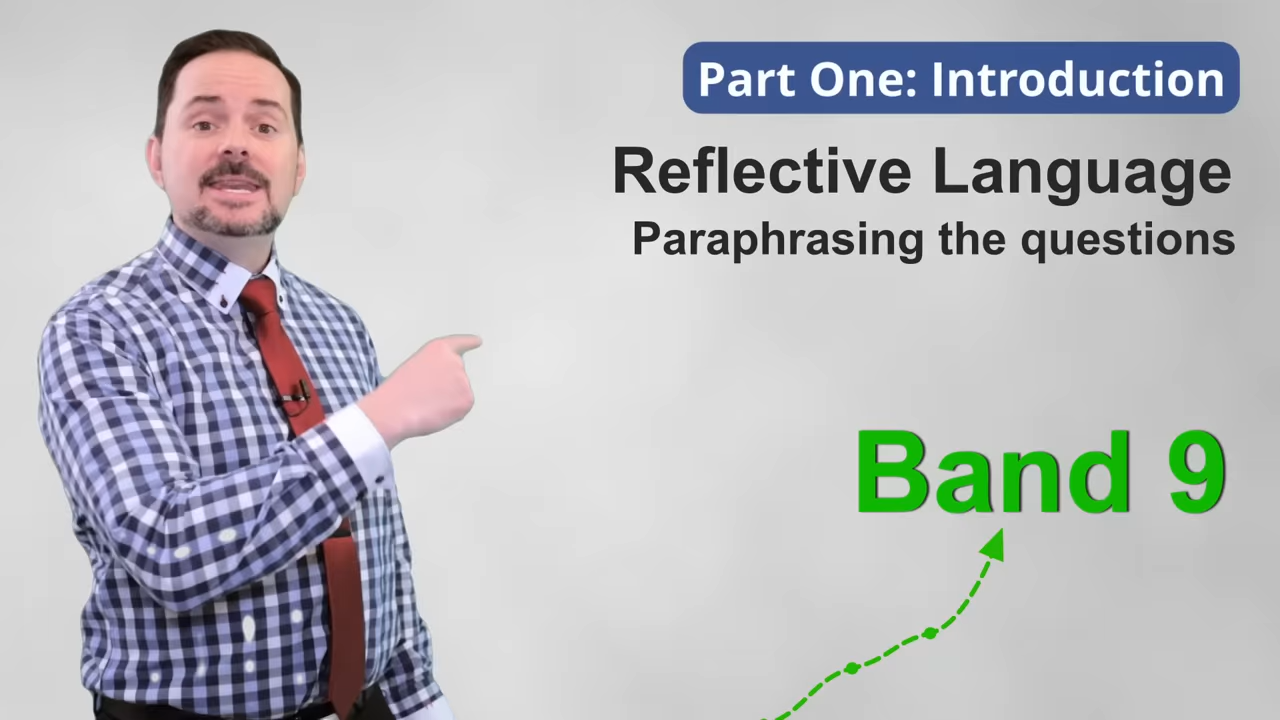 Part One: Introduction
Reflective Language
Paraphrasing the questions
Band 9